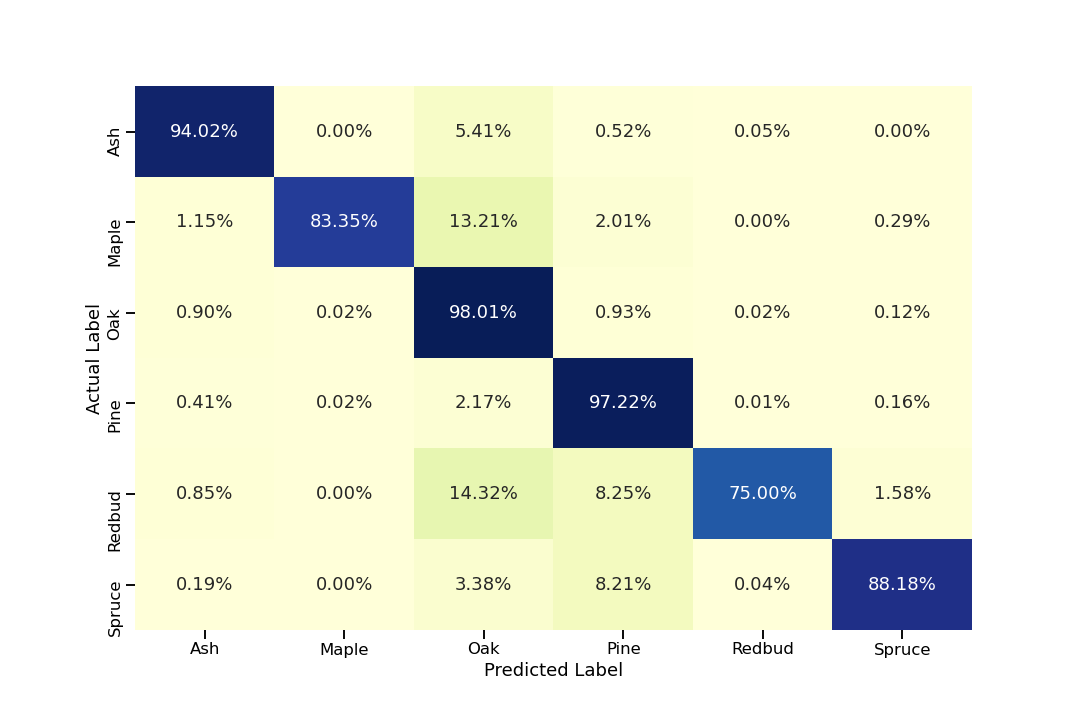 Actual Label
Ash 94.02% 0.00% 5.41% 0.52% 0.05% 0.00%
Maple 1.15% 83.35% 13.21% 2.01% 0.00% 0.29%
Oak 0.90% 0.02% 98.01% 0.93% 0.02% 0.12%
Pine 0.41% 0.02% 2.17% 97.22% 0.01% 0.16%
Redbud 0.85% 0.00% 14.32% 8.25% 75.00% 1.58%
Spruce 0.19% 0.00% 3.38% 8.21% 0.04% 88.18%
Ash Maple Oak Pine Redbud Spruce
Predicted Label